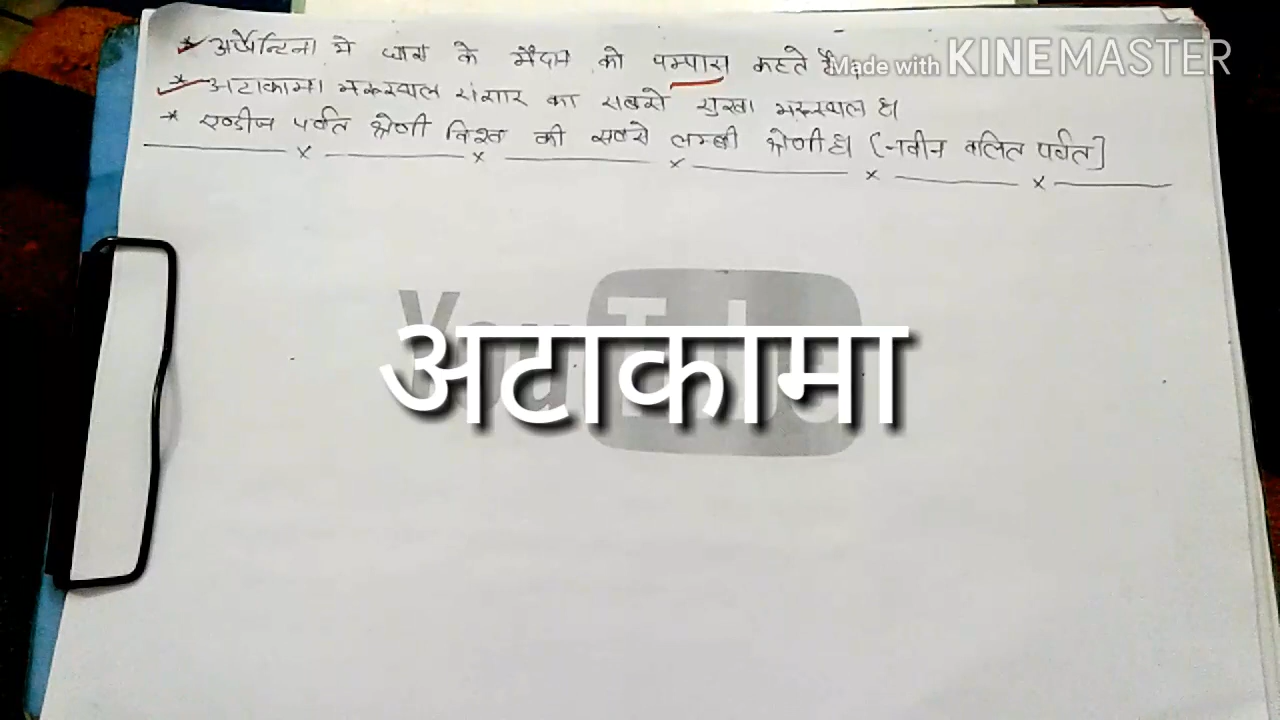 * अर्जेन्टिना मे घास के मैदान को पम्पास कहते है।
Made with KINEMASTER
* अटाकामा मरुस्थल संसार का सबसे सुखा मरुस्थल है।
* एण्डीज पर्वत श्रेणी विश्व की सबसे लम्बी श्रेणी है। (नवीन वलित पर्वत]
YouTube
अटाकामा